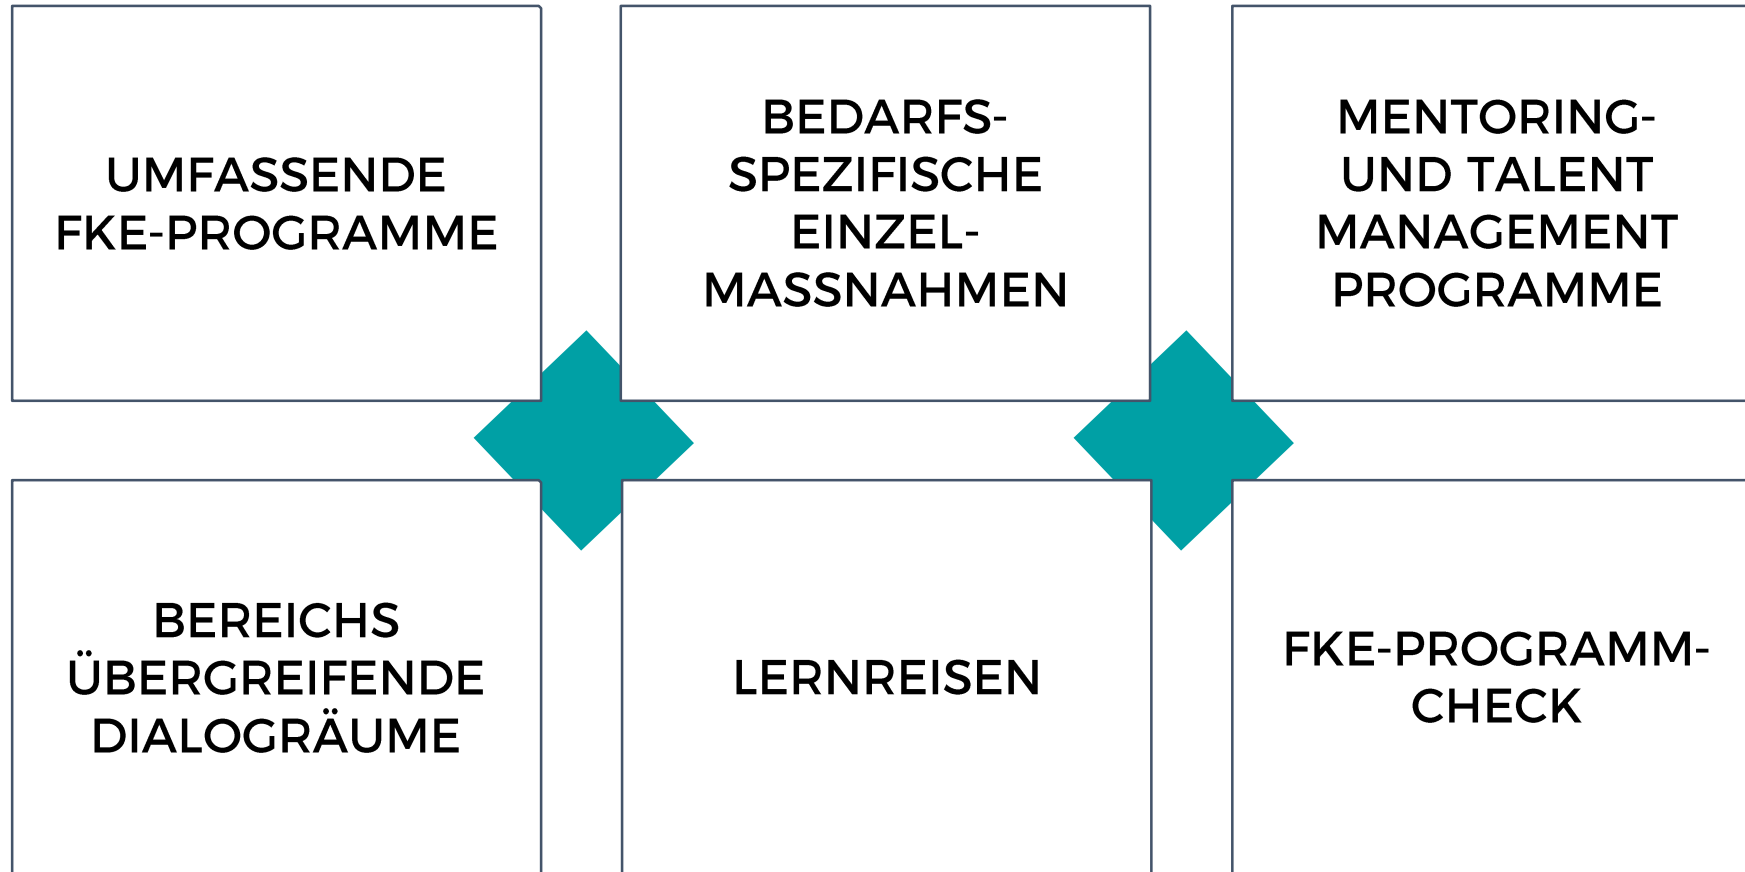 UMFASSENDE
FKE-PROGRAMME
BEDARFS-
SPEZIFISCHE
EINZEL-
MASSNAHMEN
MENTORING-
UND TALENT
MANAGEMENT
PROGRAMME
BEREICHS
ÜBERGREIFENDE
DIALOGRÄUME
LERNREISEN
FKE-PROGRAMM-
CHECK